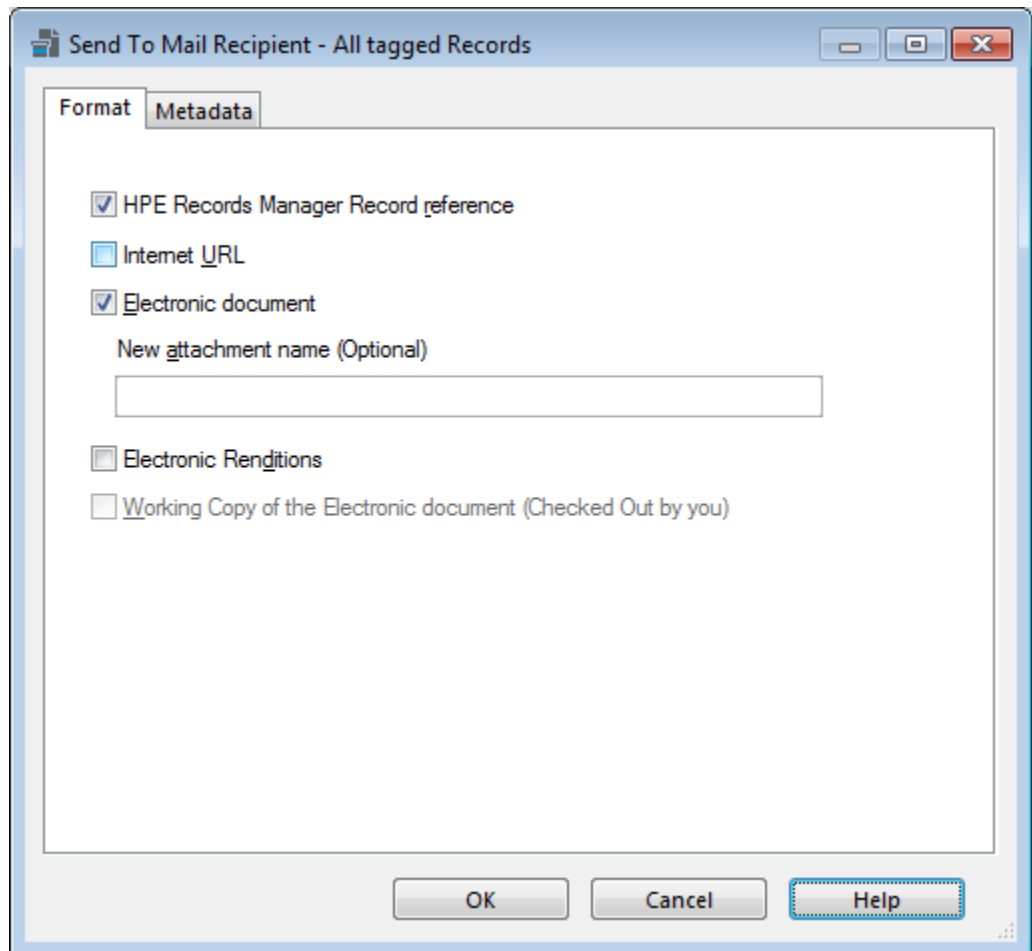 Send To Mail Recipient - All tagged Records
Format Metadata
HPE Records Manager Record reference
Internet URL
Electronic document
New attachment name (Optional)
Electronic Renditions
Working Copy of the Electronic document (Checked Out by you)
OK Cancel Help